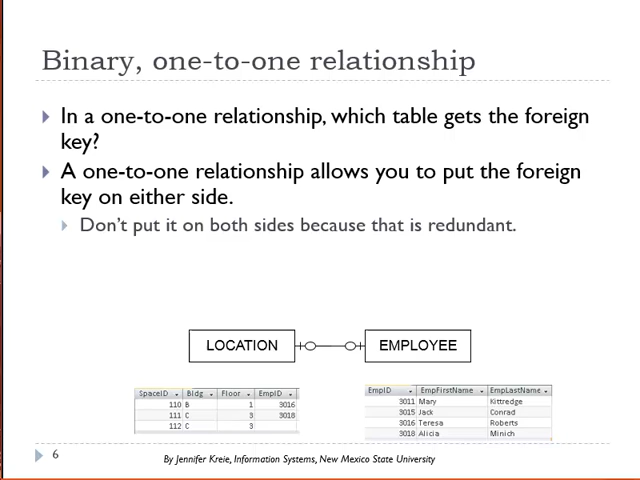 Binary, one-to-one relationship
In a one-to-one relationship, which table gets the foreign
key?
A one-to-one relationship allows you to put the foreign
key on either side.
Don't put it on both sides because that is redundant.
LOCATION
EMPLOYEE
SpaceID Bldg Floor EmpID
110 B 1 3016
111 C 3 3018
112 C 3
EmpID EmpFirstName EmpLastName
3011 Mary Kittredge
3015 Jack Conrad
3016 Teresa Roberts
3018 Alicia Minich
6
By Jennifer Kreie, Information Systems, New Mexico State University